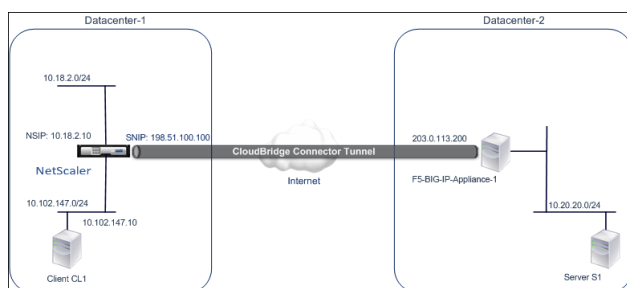 Datacenter-1
Datacenter-2
10.18.2.0/24
NSIP: 10.18.2.10
SNIP: 198.51.100.100
203.0.113.200
CloudBridge Connector Tunnel
NetScaler
Internet
F5-BIG-IP-Appliance-1
10.102.147.0/24
10.20.20.0/24
10.102.147.10
Client CL1
Server S1